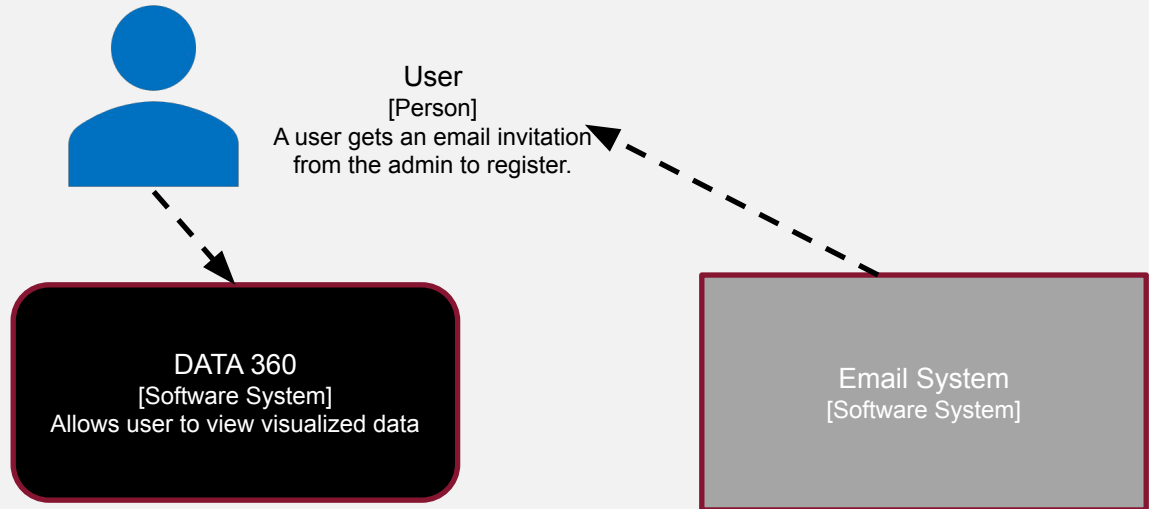 User
[Person]
A user gets an email invitation
from the admin to register.
DATA 360
[Software System]
Allows user to view visualized data
Email System
[Software System]